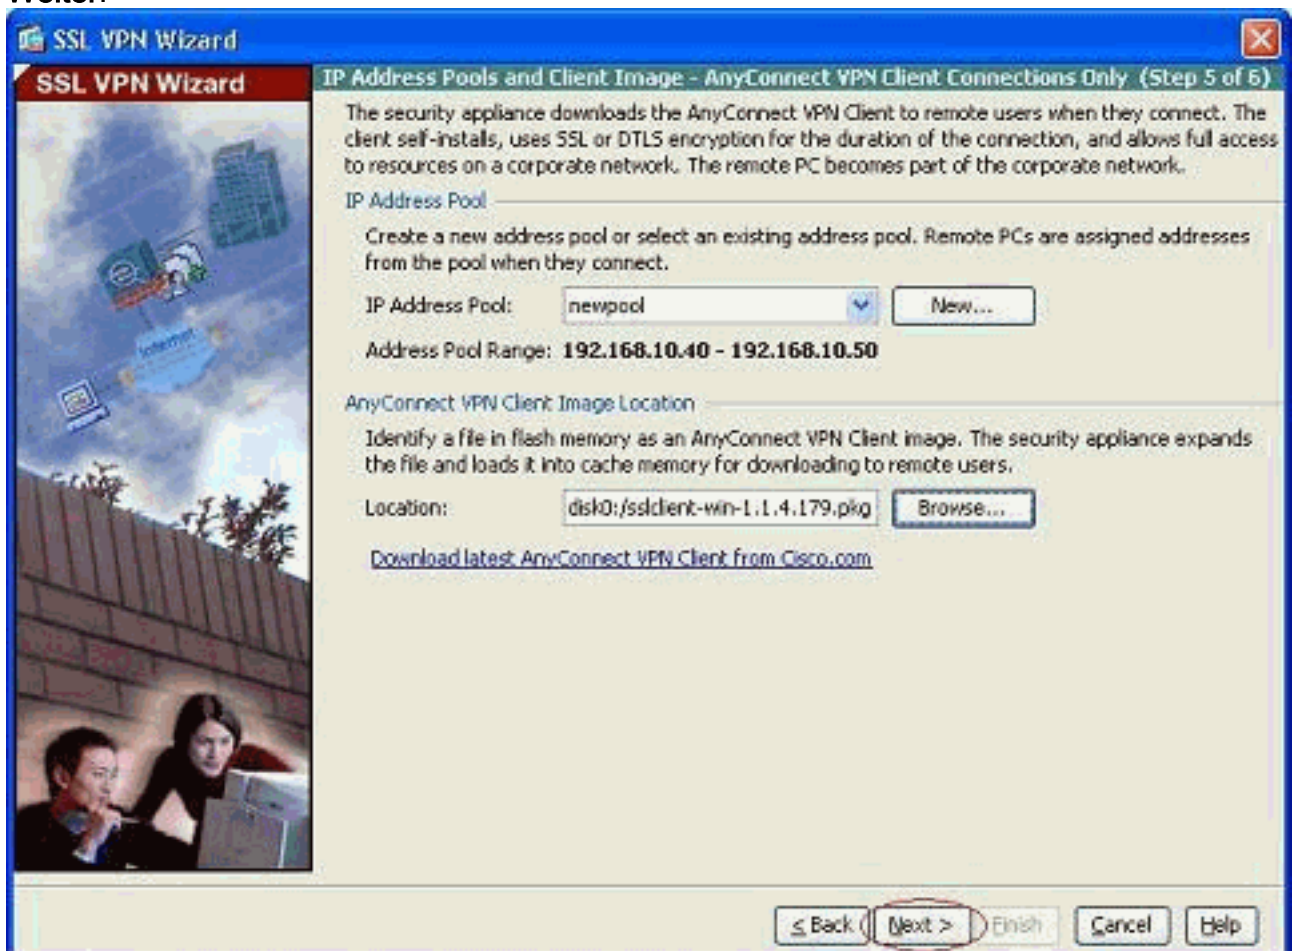 Weiter.
SSL VPN Wizard
SSL VPN Wizard
IP Address Pools and Client Image - AnyConnect VPN Client Connections Only (Step 5 of 6)
The security appliance downloads the AnyConnect VPN Client to remote users when they connect. The
client self-installs, uses SSL or DTLS encryption for the duration of the connection, and allows full access
to resources on a corporate network. The remote PC becomes part of the corporate network.
IP Address Pool
Create a new address pool or select an existing address pool. Remote PCs are assigned addresses
from the pool when they connect.
IP Address Pool: newpool New...
Address Pool Range: 192.168.10.40 - 192.168.10.50
AnyConnect VPN Client Image Location
Identify a file in flash memory as an AnyConnect VPN Client image. The security appliance expands
the file and loads it into cache memory for downloading to remote users.
Location: disk0:/sslclient-win-1.1.4.179.pkg Browse...
Download latest AnyConnect VPN Client from Cisco.com
Internet
< Back Next > Finish Cancel Help